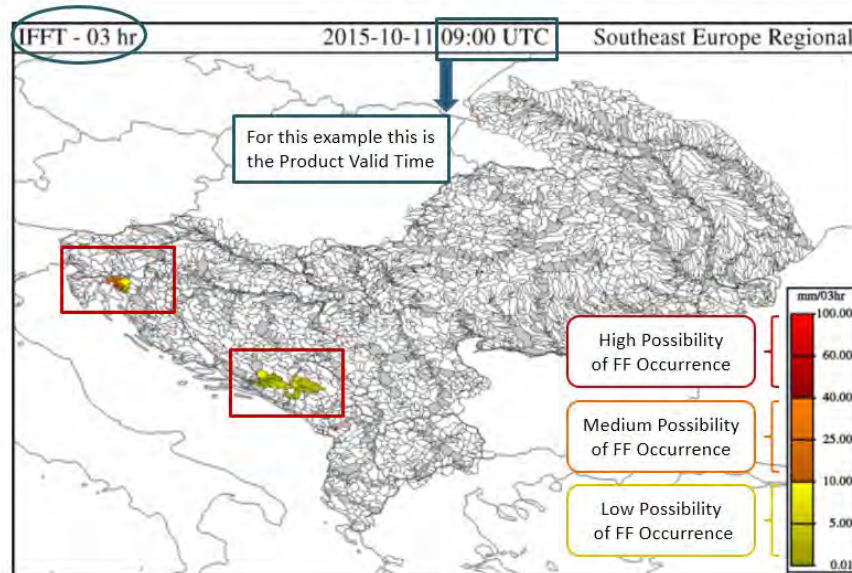 IFFT - 03 hr 2015-10-11 09:00 UTC Southeast Europe Regional
For this example this is
the Product Valid Time
mm/03hr
100.00
High Possibility
of FF Occurrence
60.00
40.00
Medium Possibility
of FF Occurrence
25.00
10.00
Low Possibility
of FF Occurrence
5.00
0.01